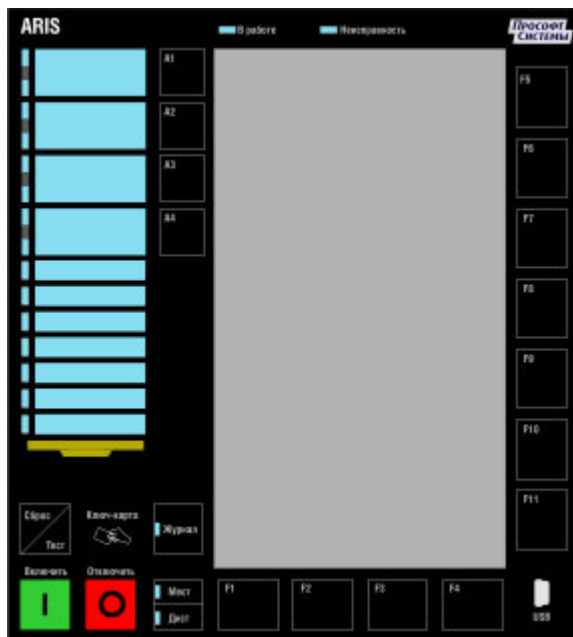 ARIS
В работе
Неисправность
Прософт
Системы
A1
A2
A3
A4
F5
F6
F7
F8
F9
F10
F11
Сброс
Тест
Ключ-карта
Журнал
Включить
Отключить
Мест
Дист
F1
F2
F3
F4
USB